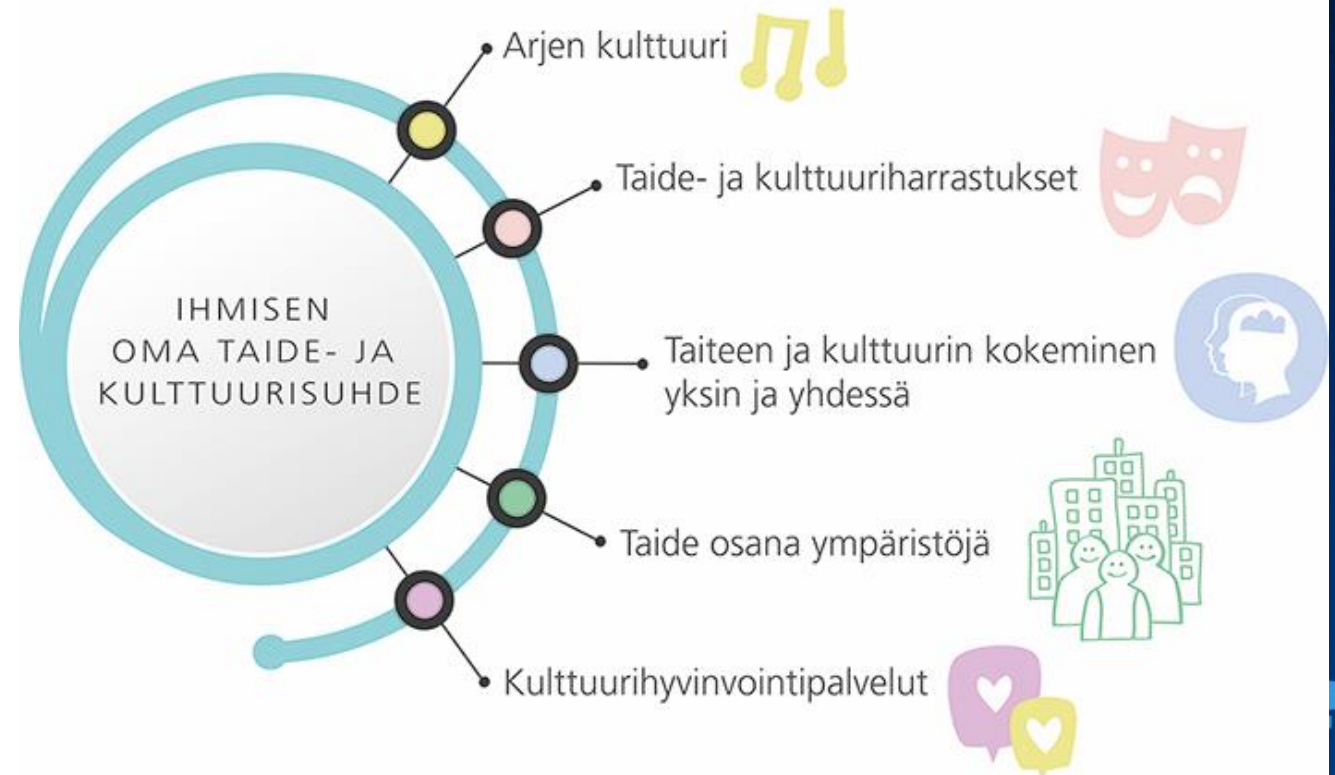 Arjen kulttuuri
Taide- ja kulttuuriharrastukset
IHMISEN
OMA TAIDE- JA
KULTTUURISUHDE
Taiteen ja kulttuurin kokeminen
yksin ja yhdessä
Taide osana ympäristöjä
Kulttuurihyvinvointipalvelut